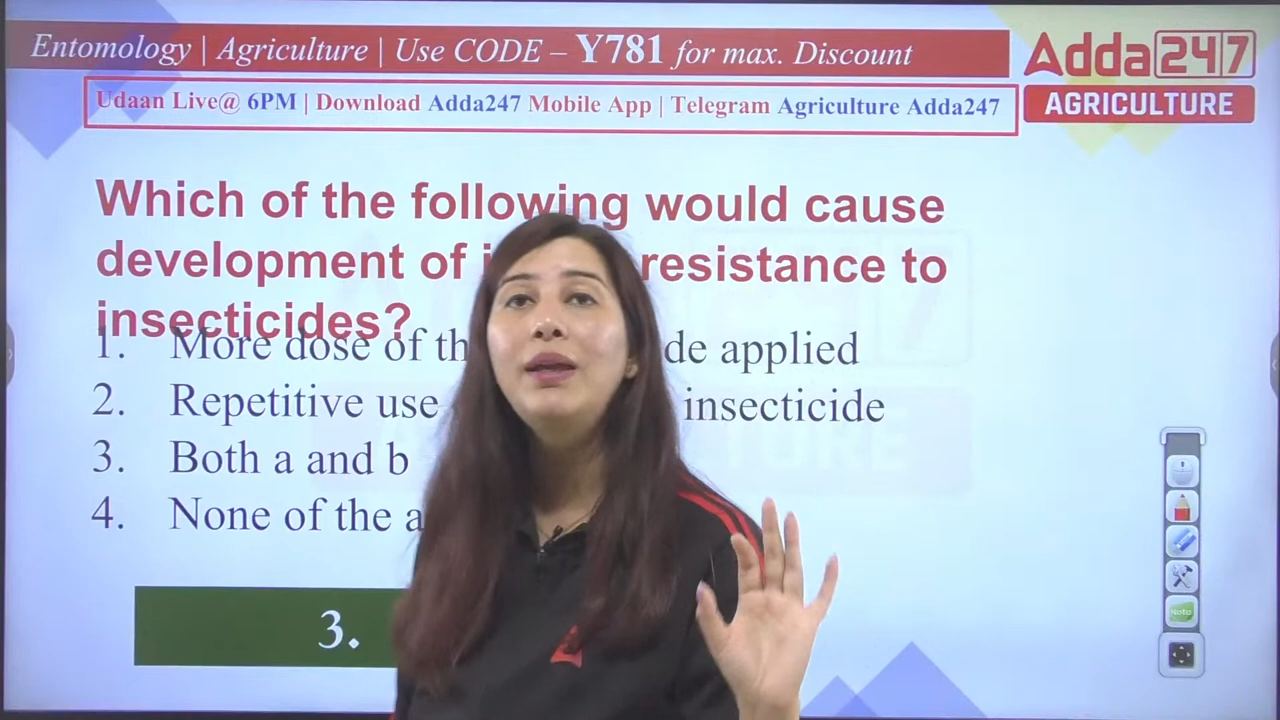 Entomology | Agriculture | Use CODE – Y781 for max. Discount
Adda247
Udaan Live@ 6PM | Download Adda247 Mobile App | Telegram Agriculture Adda247
AGRICULTURE
Which of the following would cause
development of resistance to
insecticides?
1. More dose of applied
2. Repetitive use insecticide
3. Both a and b
4. None of the
3.
Note